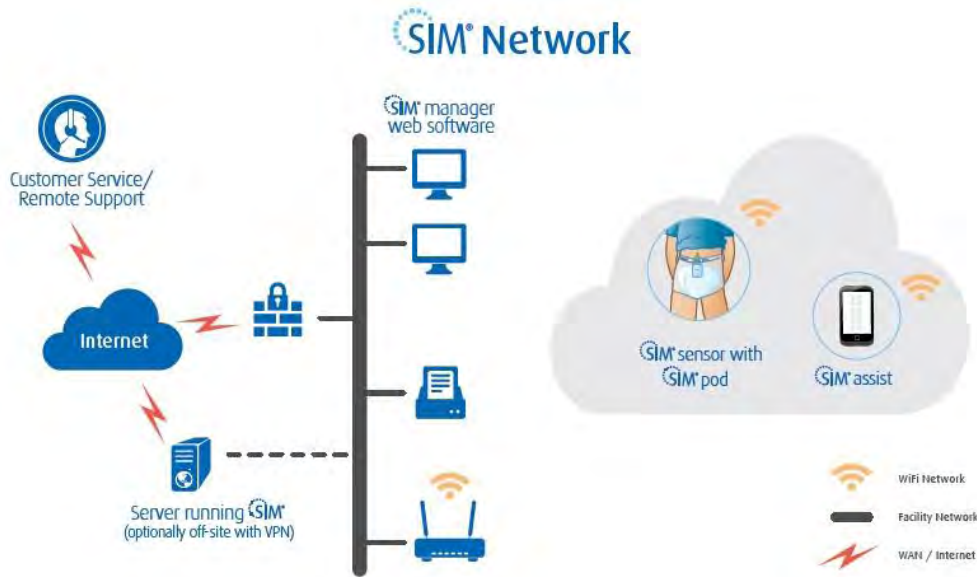 SIM® Network
SIM® manager
web software
Customer Service/
Remote Support
Internet
Server running SIM®
(optionally off-site with VPN)
SIM® sensor with
SIM® pod
SIM® assist
WiFi Network
Facility Network
WAN / Internet